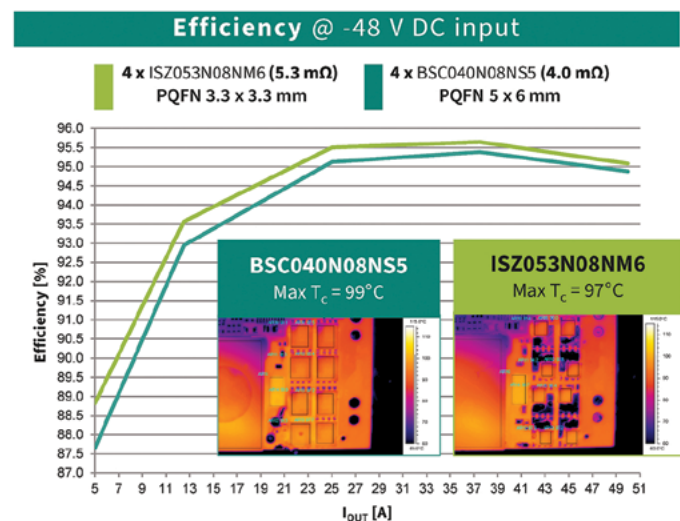 Efficiency @ -48 V DC input
4 x ISZ053N08NM6 (5.3 mΩ)
PQFN 3.3 x 3.3 mm
4 x BSC040N08NS5 (4.0 mΩ)
PQFN 5 x 6 mm
Efficiency [%]
96.0
95.5
95.0
94.5
94.0
93.5
93.0
92.5
92.0
91.5
91.0
90.5
90.0
89.5
89.0
88.5
88.0
87.5
87.0
BSC040N08NS5
Max Tc = 99°C
ISZ053N08NM6
Max Tc = 97°C
5 7 9 11 13 15 17 19 21 23 25 27 29 31 33 35 37 39 41 43 45 47 49 51
IOUT [A]